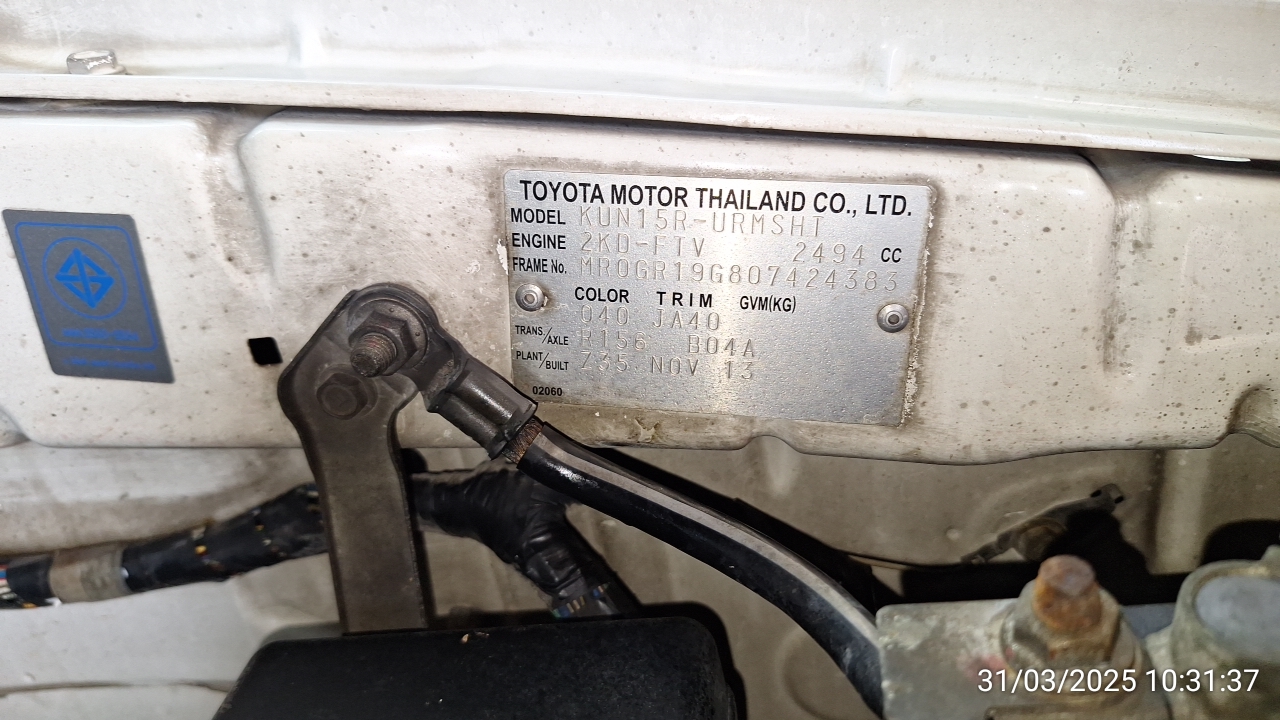 TOYOTA MOTOR THAILAND CO., LTD.
MODEL KUN15R-URMSHT
ENGINE 2KD-FTV 2494 CC
FRAME No. MR0GR19G807424383
COLOR TRIM GVM(KG)
040 JA40
TRANS/AXLE R156 B04A
PLANT/BUILT Z35 NOV 13
02060
31/03/2025 10:31:37